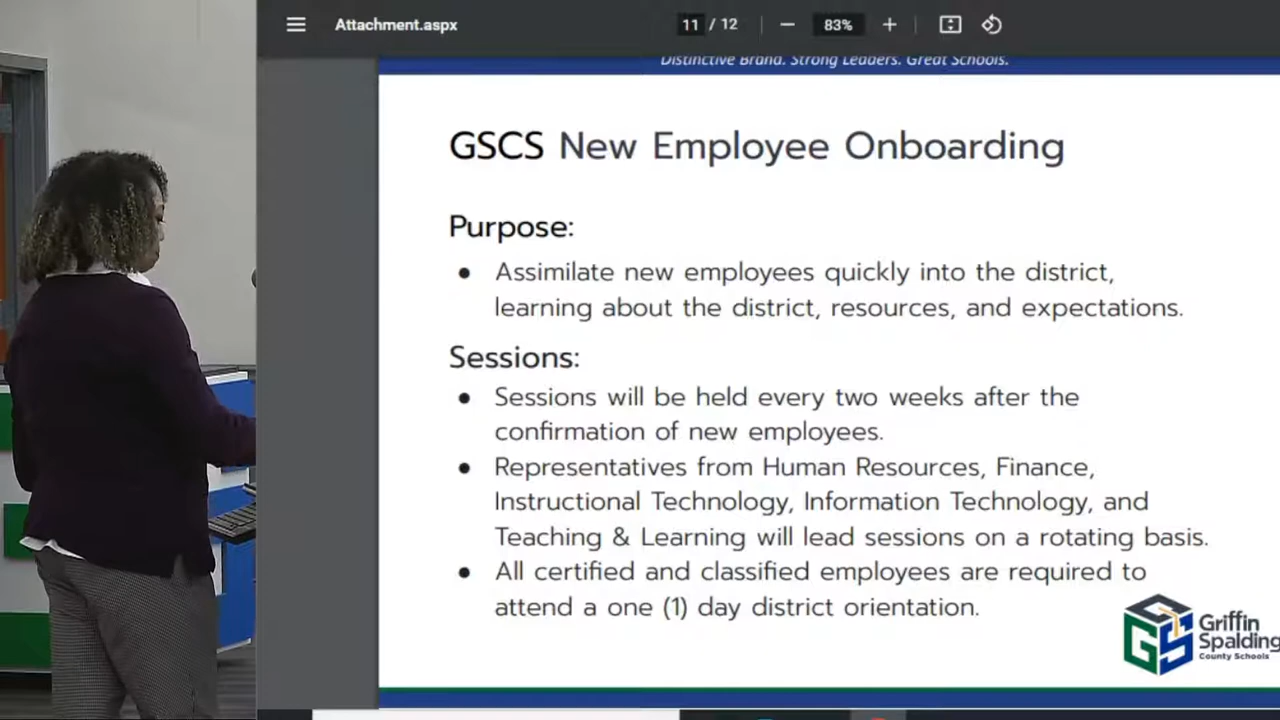 Attachment.aspx
11 / 12
83%
Distinctive Brand. Strong Leaders. Great Schools.
GSCS New Employee Onboarding
Purpose:
● Assimilate new employees quickly into the district,
learning about the district, resources, and expectations.
Sessions:
● Sessions will be held every two weeks after the
confirmation of new employees.
● Representatives from Human Resources, Finance,
Instructional Technology, Information Technology, and
Teaching & Learning will lead sessions on a rotating basis.
● All certified and classified employees are required to
attend a one (1) day district orientation.
GS
Griffin
Spalding
County Schools